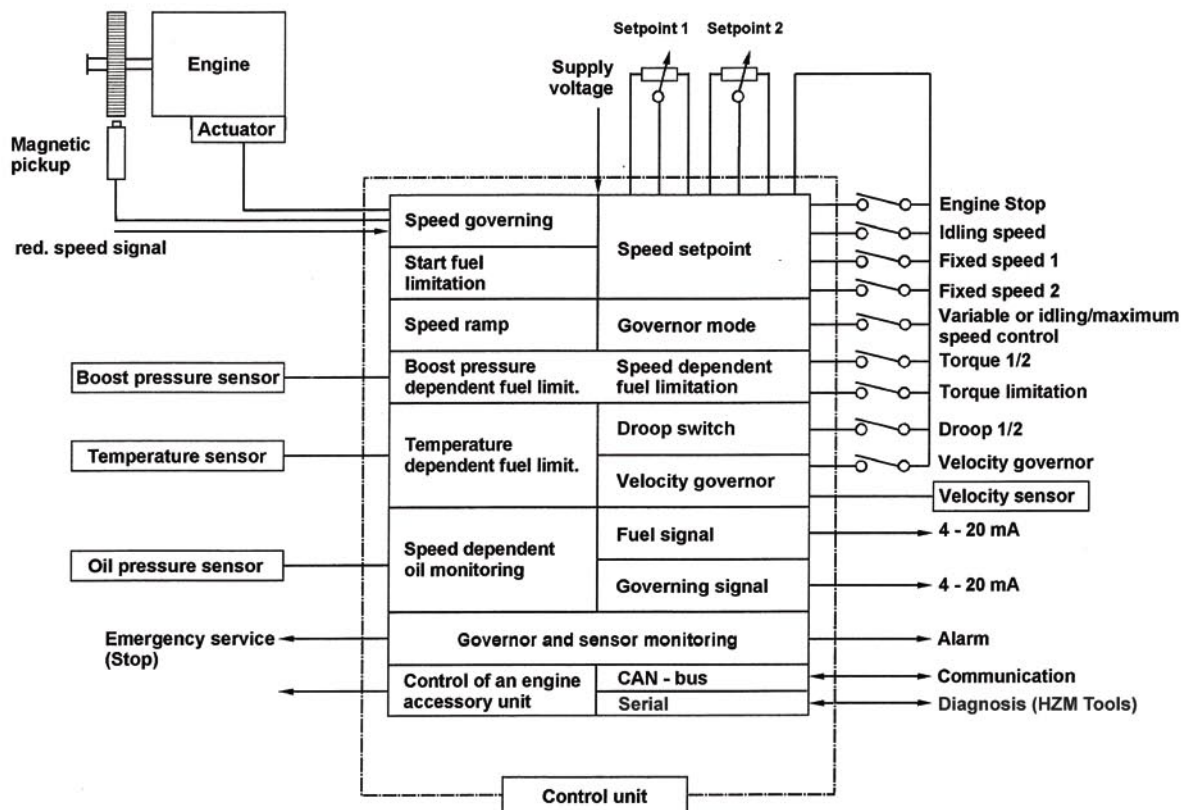 Setpoint 1
Setpoint 2
Engine
Supply
voltage
Actuator
Magnetic
pickup
red. speed signal
Speed governing
Start fuel
limitation
Speed setpoint
Speed ramp
Governor mode
Boost pressure sensor
Boost pressure
dependent fuel limit.
Speed dependent
fuel limitation
Temperature sensor
Temperature
dependent fuel limit.
Droop switch
Velocity governor
Oil pressure sensor
Speed dependent
oil monitoring
Fuel signal
Governing signal
Emergency service
(Stop)
Governor and sensor monitoring
Control of an engine
accessory unit
CAN - bus
Serial
Engine Stop
Idling speed
Fixed speed 1
Fixed speed 2
Variable or idling/maximum
speed control
Torque 1/2
Torque limitation
Droop 1/2
Velocity governor
Velocity sensor
4 - 20 mA
4 - 20 mA
Alarm
Communication
Diagnosis (HZM Tools)
Control unit